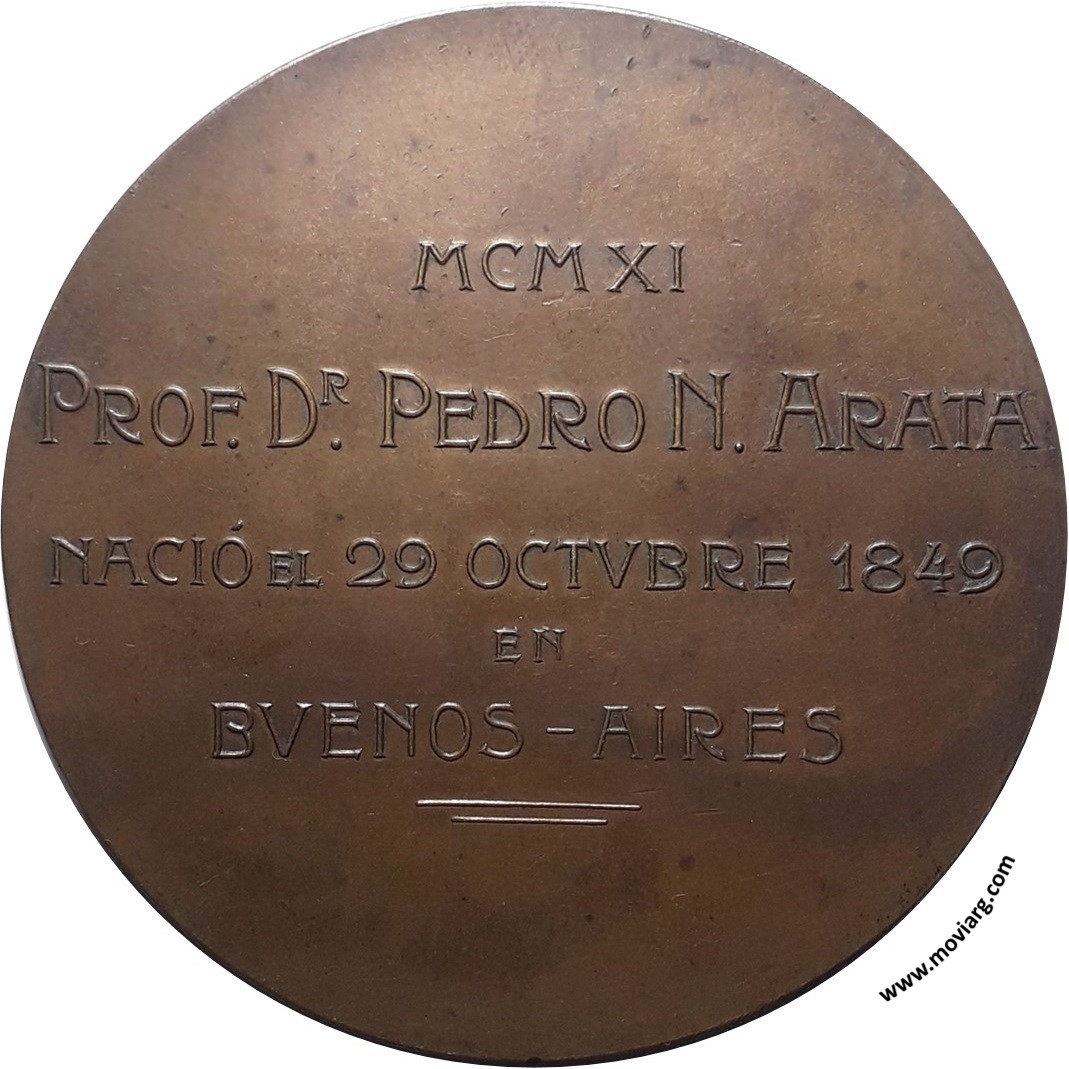 MCMXI
PROF. DR. PEDRO N. ARATA
NACIÓ EL 29 OCTVBRE 1849
EN
BVENOS - AIRES
www.moviarg.com